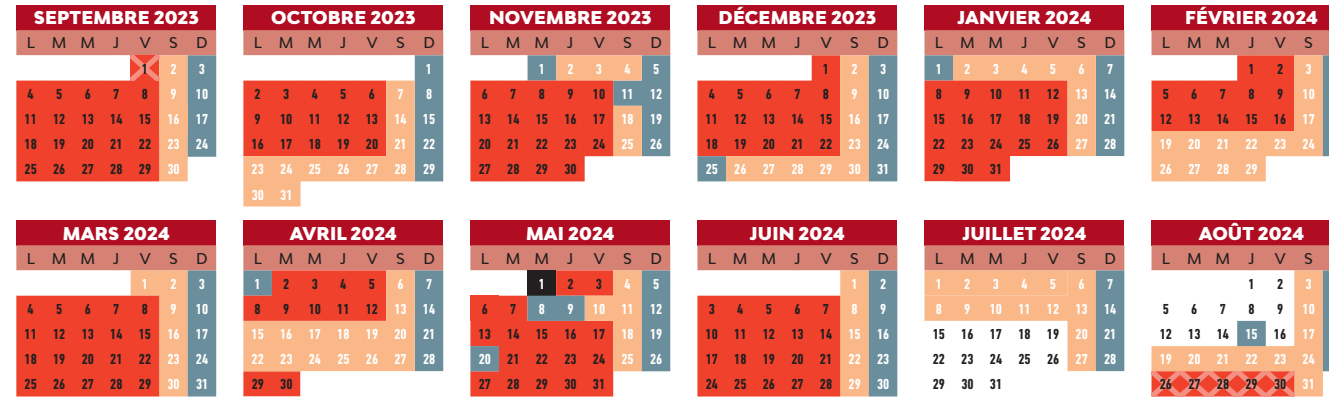 SEPTEMBRE 2023
L M M J V S D
1 2 3
4 5 6 7 8 9 10
11 12 13 14 15 16 17
18 19 20 21 22 23 24
25 26 27 28 29 30
OCTOBRE 2023
L M M J V S D
1
2 3 4 5 6 7 8
9 10 11 12 13 14 15
16 17 18 19 20 21 22
23 24 25 26 27 28 29
30 31
NOVEMBRE 2023
L M M J V S D
1 2 3 4 5
6 7 8 9 10 11 12
13 14 15 16 17 18 19
20 21 22 23 24 25 26
27 28 29 30
DÉCEMBRE 2023
L M M J V S D
1 2 3
4 5 6 7 8 9 10
11 12 13 14 15 16 17
18 19 20 21 22 23 24
25 26 27 28 29 30 31
JANVIER 2024
L M M J V S D
1 2 3 4 5 6 7
8 9 10 11 12 13 14
15 16 17 18 19 20 21
22 23 24 25 26 27 28
29 30 31
FÉVRIER 2024
L M M J V S
1 2 3
5 6 7 8 9 10
12 13 14 15 16 17
19 20 21 22 23 24
26 27 28 29
MARS 2024
L M M J V S D
1 2 3
4 5 6 7 8 9 10
11 12 13 14 15 16 17
18 19 20 21 22 23 24
25 26 27 28 29 30 31
AVRIL 2024
L M M J V S D
1 2 3 4 5 6 7
8 9 10 11 12 13 14
15 16 17 18 19 20 21
22 23 24 25 26 27 28
29 30
MAI 2024
L M M J V S D
1 2 3 4 5
6 7 8 9 10 11 12
13 14 15 16 17 18 19
20 21 22 23 24 25 26
27 28 29 30 31
JUIN 2024
L M M J V S D
1 2
3 4 5 6 7 8 9
10 11 12 13 14 15 16
17 18 19 20 21 22 23
24 25 26 27 28 29 30
JUILLET 2024
L M M J V S D
1 2 3 4 5 6 7
8 9 10 11 12 13 14
15 16 17 18 19 20 21
22 23 24 25 26 27 28
29 30 31
AOÛT 2024
L M M J V S
1 2 3
5 6 7 8 9 10
12 13 14 15 16 17
19 20 21 22 23 24
26 27 28 29 30 31